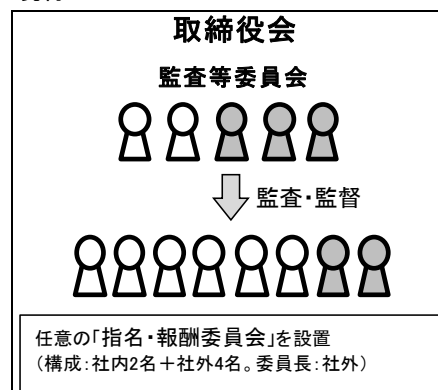 取締役会
監査等委員会
監査・監督
任意の「指名・報酬委員会」を設置
(構成:社内2名+社外4名。委員長:社外)